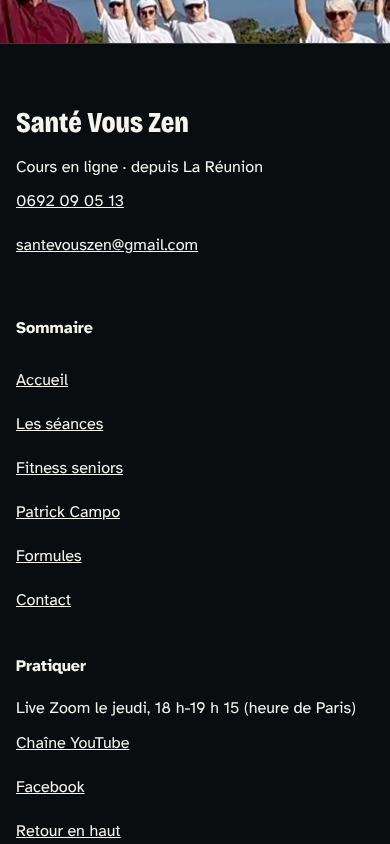 Santé Vous Zen
Cours en ligne · depuis La Réunion
0692 09 05 13
santevouszen@gmail.com
Sommaire
Accueil
Les séances
Fitness seniors
Patrick Campo
Formules
Contact
Pratiquer
Live Zoom le jeudi, 18 h-19 h 15 (heure de Paris)
Chaîne YouTube
Facebook
Retour en haut